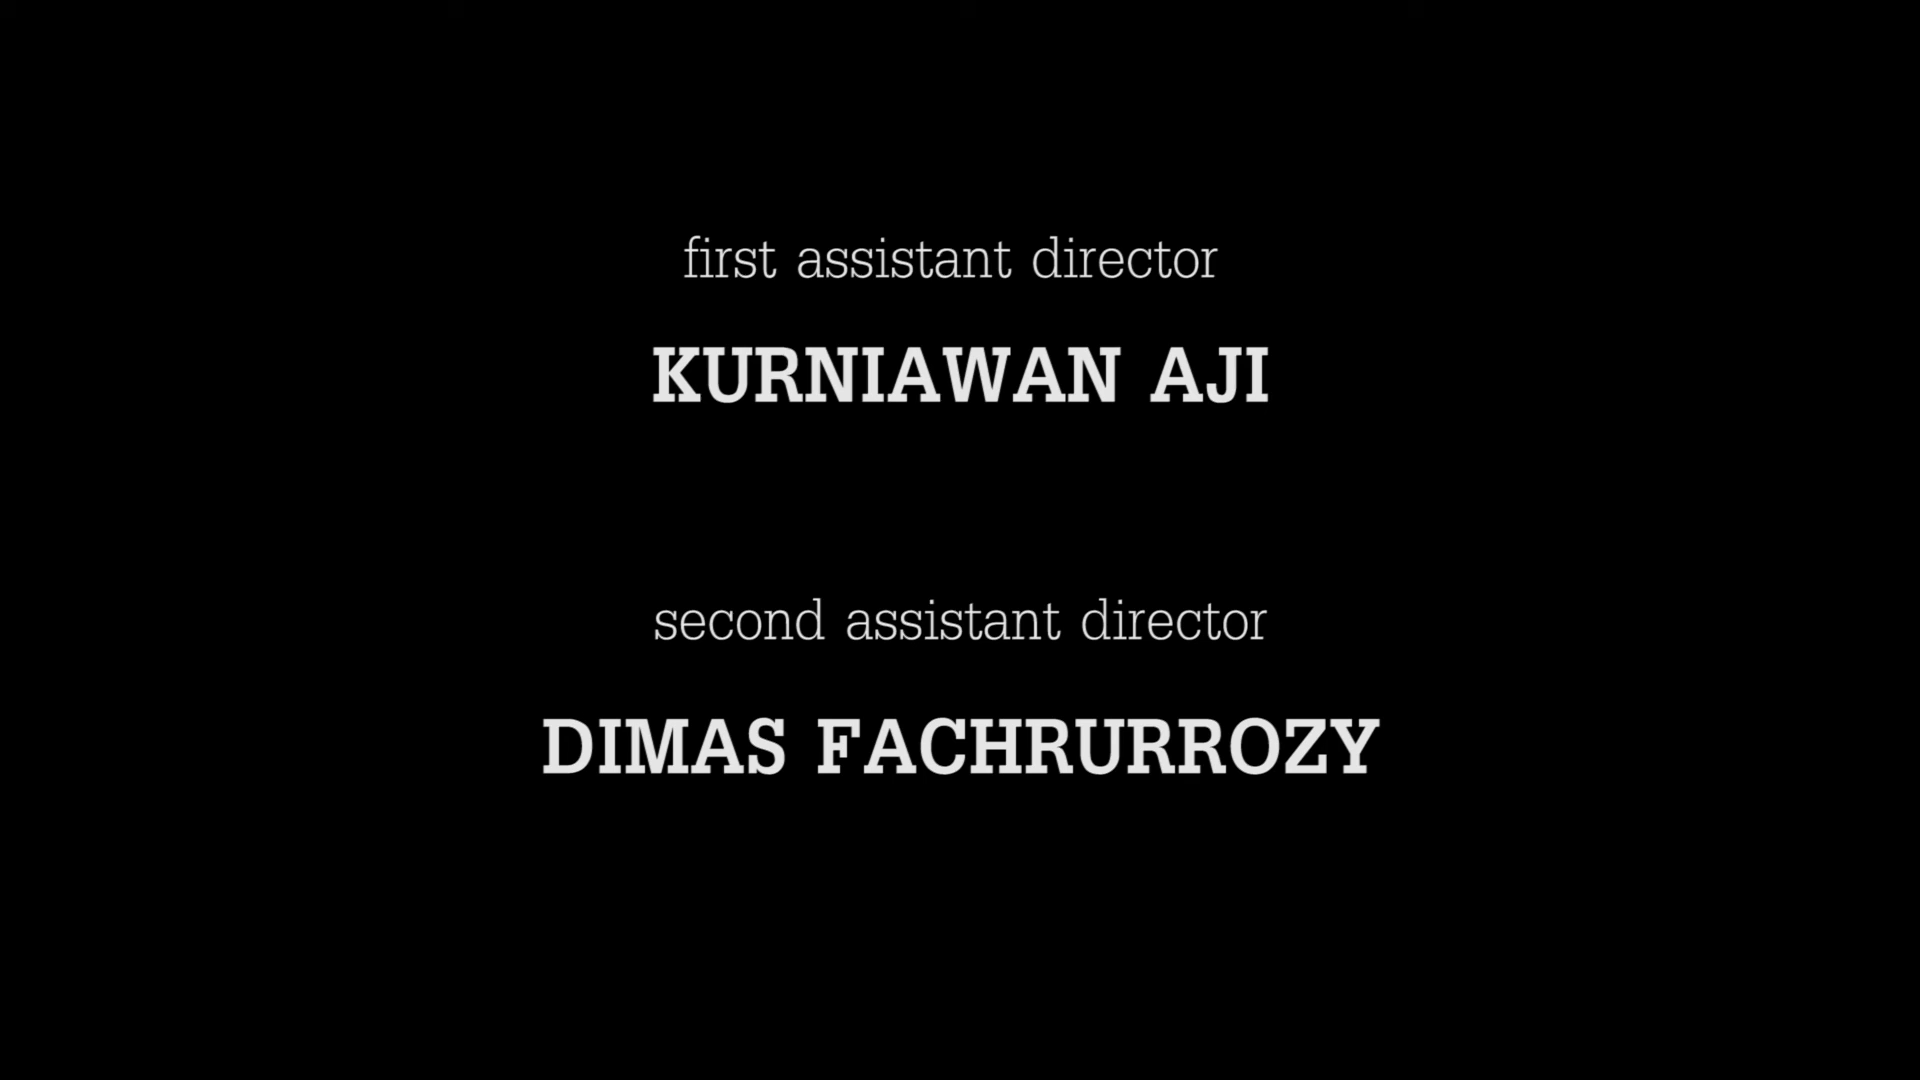 first assistant director
KURNIAWAN AJI
second assistant director
DIMAS FACHRURROZY